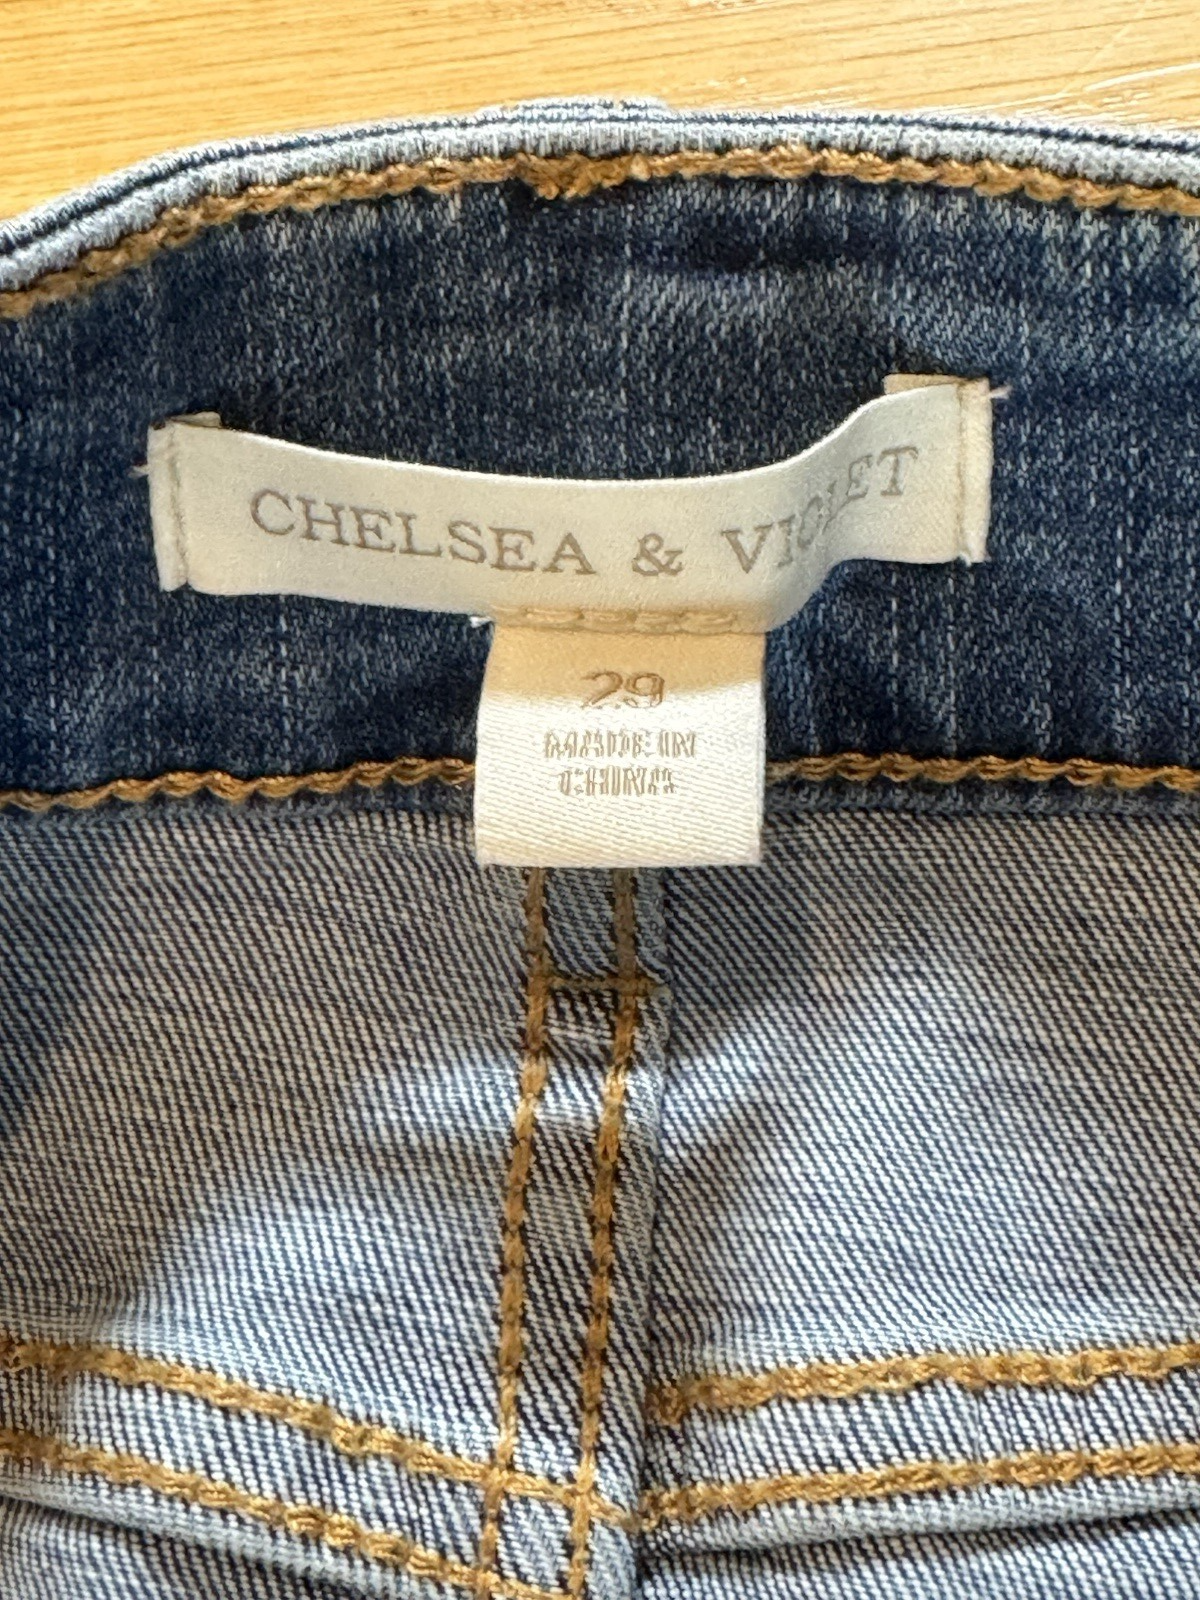 CHELSEA & VIOLET
29
MADE IN
CHINA